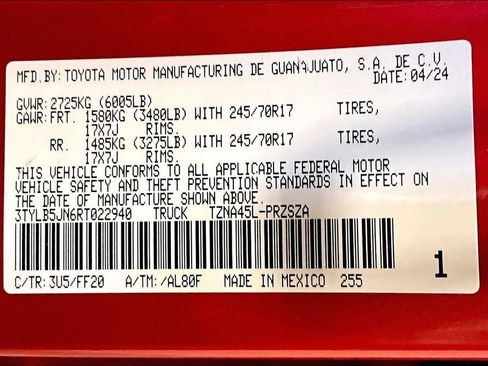 MFD.BY:TOYOTA MOTOR MANUFACTURING DE GUANAJUATO, S.A. DE C.V.
DATE:04/24
GVWR:2725KG (6005LB)
GAWR:FRT. 1580KG (3480LB) WITH 245/70R17 TIRES,
17X7J RIMS.
RR. 1485KG (3275LB) WITH 245/70R17 TIRES,
17X7J RIMS.
THIS VEHICLE CONFORMS TO ALL APPLICABLE FEDERAL MOTOR
VEHICLE SAFETY AND THEFT PREVENTION STANDARDS IN EFFECT ON
THE DATE OF MANUFACTURE SHOWN ABOVE.
3TYLB5JN6RT022940 TRUCK TZNA45L-PRZSZA
C/TR:3U5/FF20 A/TM:/AL80F MADE IN MEXICO 255
1